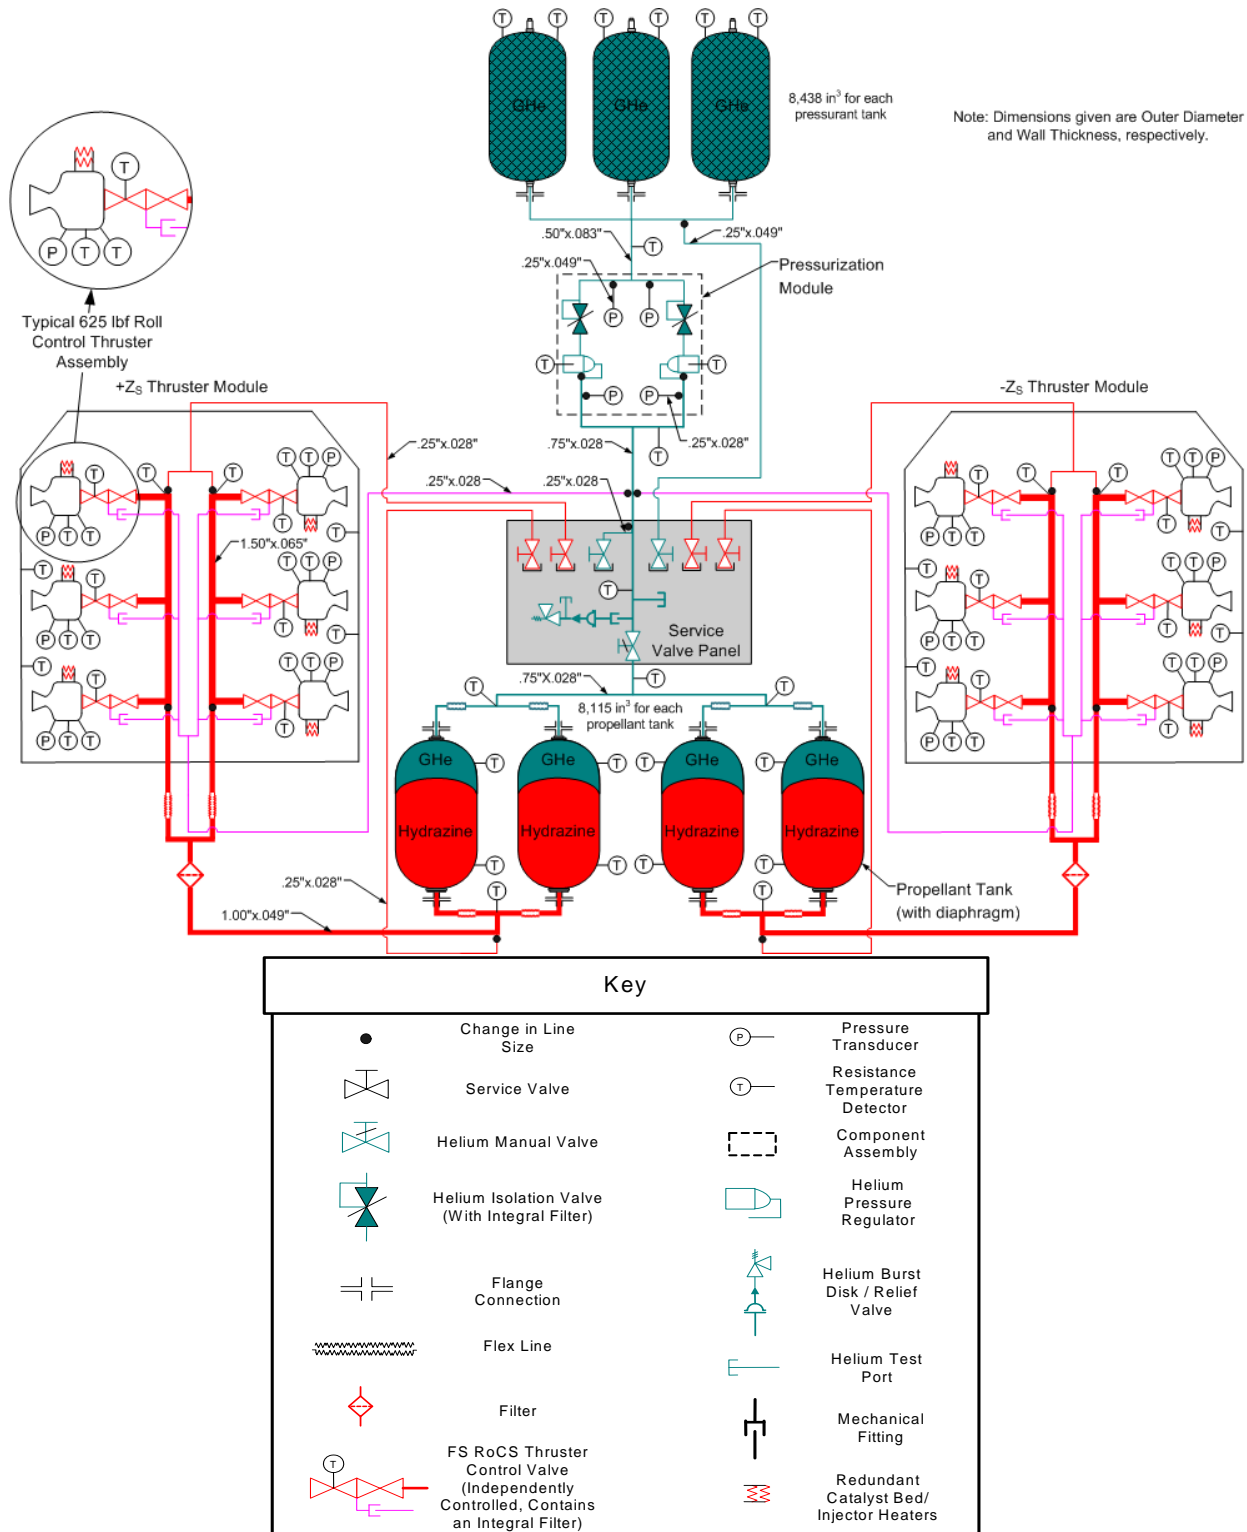 T T T T T T
GHe GHe GHe
8,438 in³ for each
pressurant tank
Note: Dimensions given are Outer Diameter
and Wall Thickness, respectively.
T
P T T
.50"x.083"
.25"x.049"
T
.25"x.049"
Pressurization
Module
P P
T T
P P
.25"x.028"
T
Typical 625 lbf Roll
Control Thruster
Assembly
+Z_S Thruster Module
-Z_S Thruster Module
.25"x.028"
.75"x.028
.25"x.028
.25"x.028"
1.50"x.065"
T T P
T T T
T
P T T
T
T
T T P
T
T
P T T
T
T
T T P
T
T
P T T
T T P
T T T
T
P T T
T
T
T T P
T
T
P T T
T
T
T T P
T
T
P T T
T
Service
Valve Panel
T
.75"X.028"
T T
8,115 in³ for each
propellant tank
GHe GHe GHe GHe
T T T T
Hydrazine Hydrazine Hydrazine Hydrazine
T T T T
T T
.25"x.028"
1.00"x.049"
Propellant Tank
(with diaphragm)
Key
Change in Line
Size
P
Pressure
Transducer
Service Valve
T
Resistance
Temperature
Detector
Helium Manual Valve
Component
Assembly
Helium Isolation Valve
(With Integral Filter)
Helium
Pressure
Regulator
Flange
Connection
Helium Burst
Disk / Relief
Valve
Flex Line
Helium Test
Port
Filter
Mechanical
Fitting
T
FS RoCS Thruster
Control Valve
(Independently
Controlled, Contains
an Integral Filter)
Redundant
Catalyst Bed/
Injector Heaters